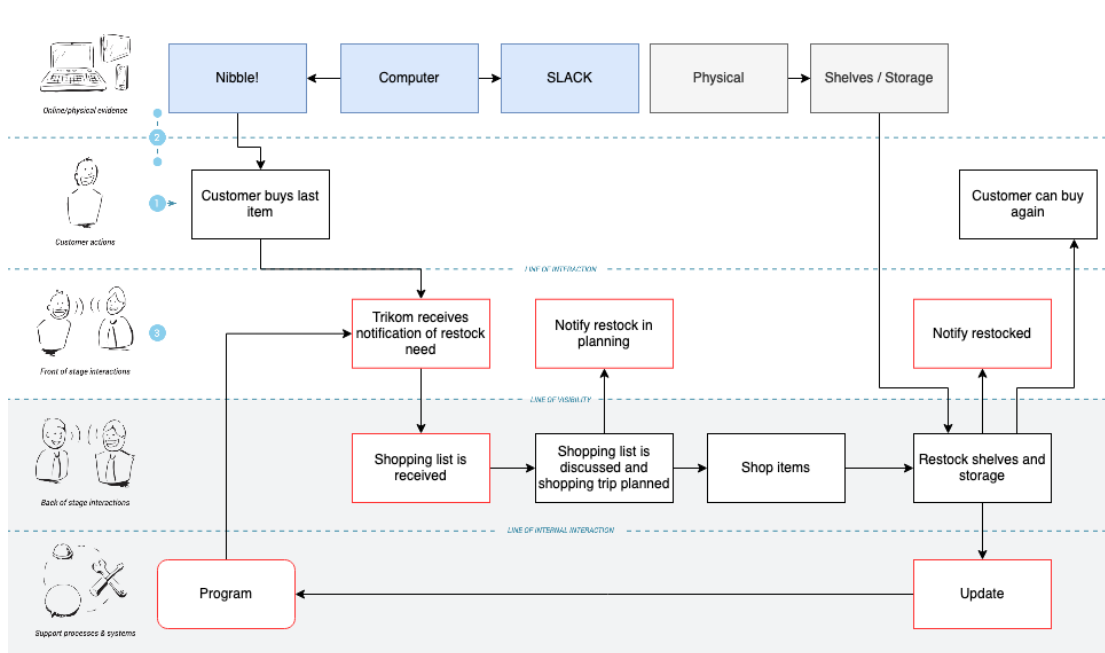 Nibble!
Computer
SLACK
Physical
Shelves / Storage
Online/physical evidence
2
Customer buys last
item
Customer can buy
again
1
Customer actions
LINE OF INTERACTION
Trikom receives
notification of restock
need
Notify restock in
planning
Notify restocked
3
Front of stage interactions
LINE OF VISIBILITY
Shopping list is
received
Shopping list is
discussed and
shopping trip planned
Shop items
Restock shelves and
storage
Back of stage interactions
LINE OF INTERNAL INTERACTION
Program
Update
Support processes & systems